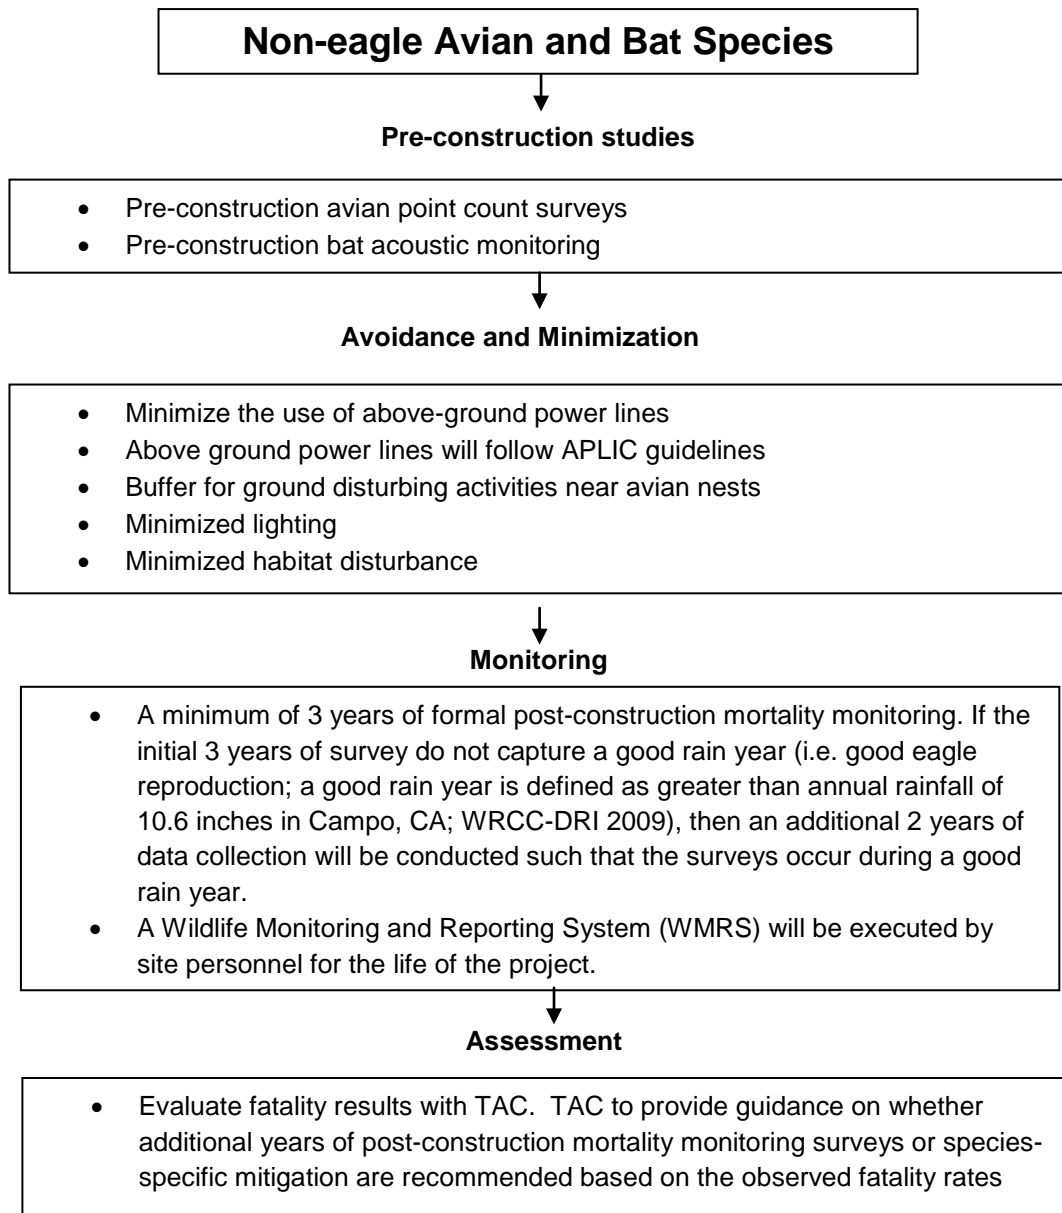 Non-eagle Avian and Bat Species
Pre-construction studies
• Pre-construction avian point count surveys
• Pre-construction bat acoustic monitoring
Avoidance and Minimization
• Minimize the use of above-ground power lines
• Above ground power lines will follow APLIC guidelines
• Buffer for ground disturbing activities near avian nests
• Minimized lighting
• Minimized habitat disturbance
Monitoring
• A minimum of 3 years of formal post-construction mortality monitoring. If the
initial 3 years of survey do not capture a good rain year (i.e. good eagle
reproduction; a good rain year is defined as greater than annual rainfall of
10.6 inches in Campo, CA; WRCC-DRI 2009), then an additional 2 years of
data collection will be conducted such that the surveys occur during a good
rain year.
• A Wildlife Monitoring and Reporting System (WMRS) will be executed by
site personnel for the life of the project.
Assessment
• Evaluate fatality results with TAC. TAC to provide guidance on whether
additional years of post-construction mortality monitoring surveys or species-
specific mitigation are recommended based on the observed fatality rates